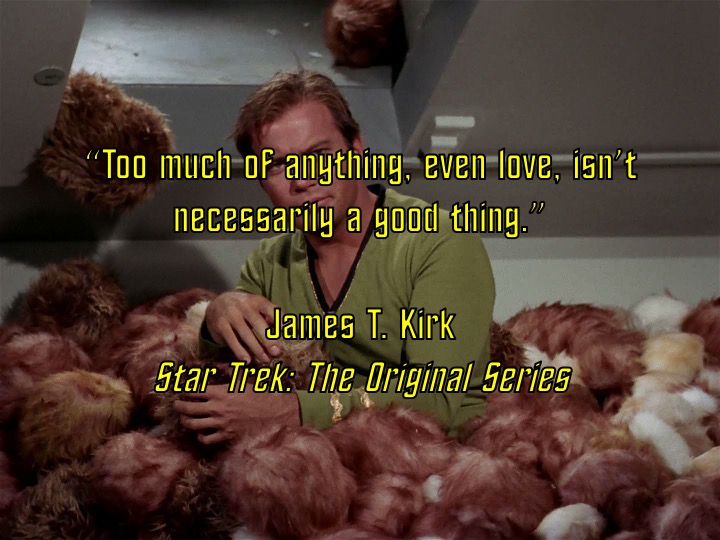 “Too much of anything, even love, isn’t
necessarily a good thing.”
James T. Kirk
Star Trek: The Original Series